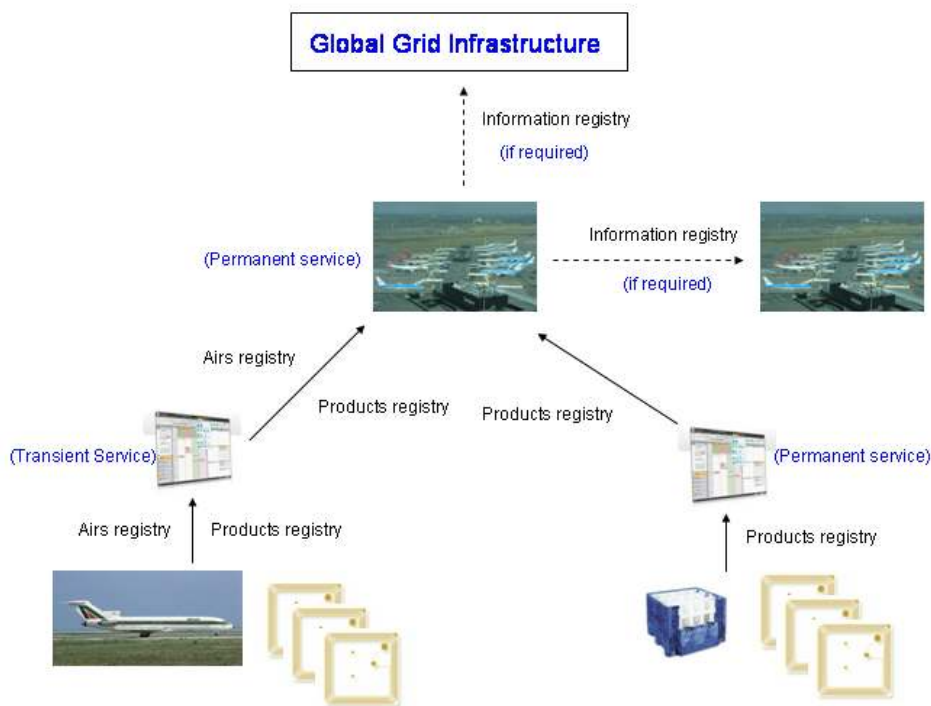 Global Grid Infrastructure
Information registry
(if required)
Information registry
(Permanent service)
(if required)
Airs registry
Products registry
Products registry
(Transient Service)
(Permanent service)
Airs registry
Products registry
Products registry